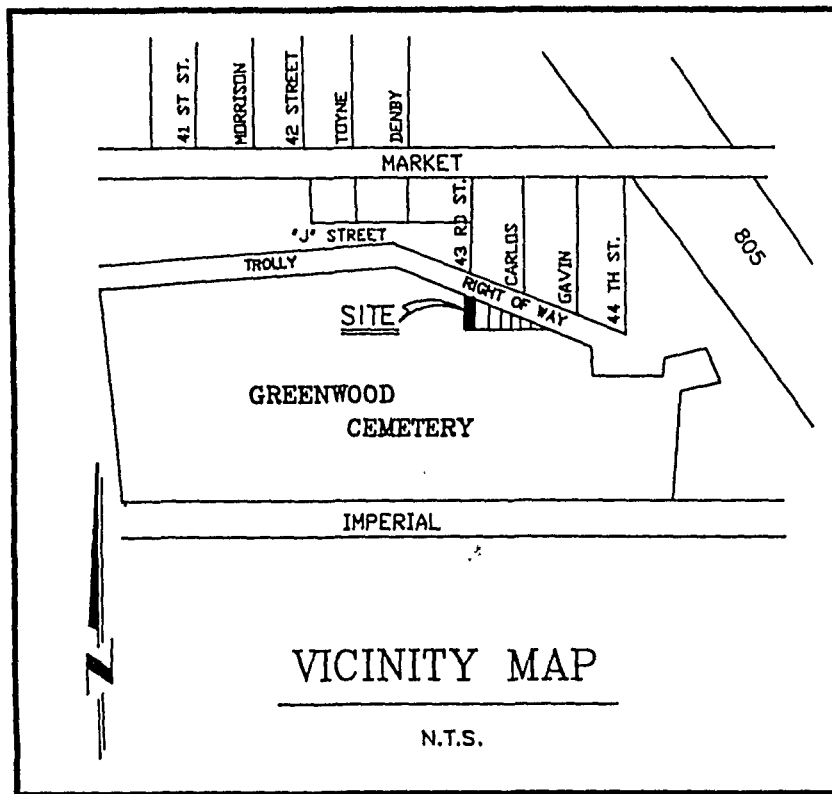 41 ST ST.
MORRISON
42 STREET
TOYNE
DENBY
MARKET
"J" STREET
43 RD ST.
CARLOS
GAVIN
44 TH ST.
805
TROLLY
RIGHT OF WAY
SITE
GREENWOOD
CEMETERY
IMPERIAL
N
VICINITY MAP
N.T.S.